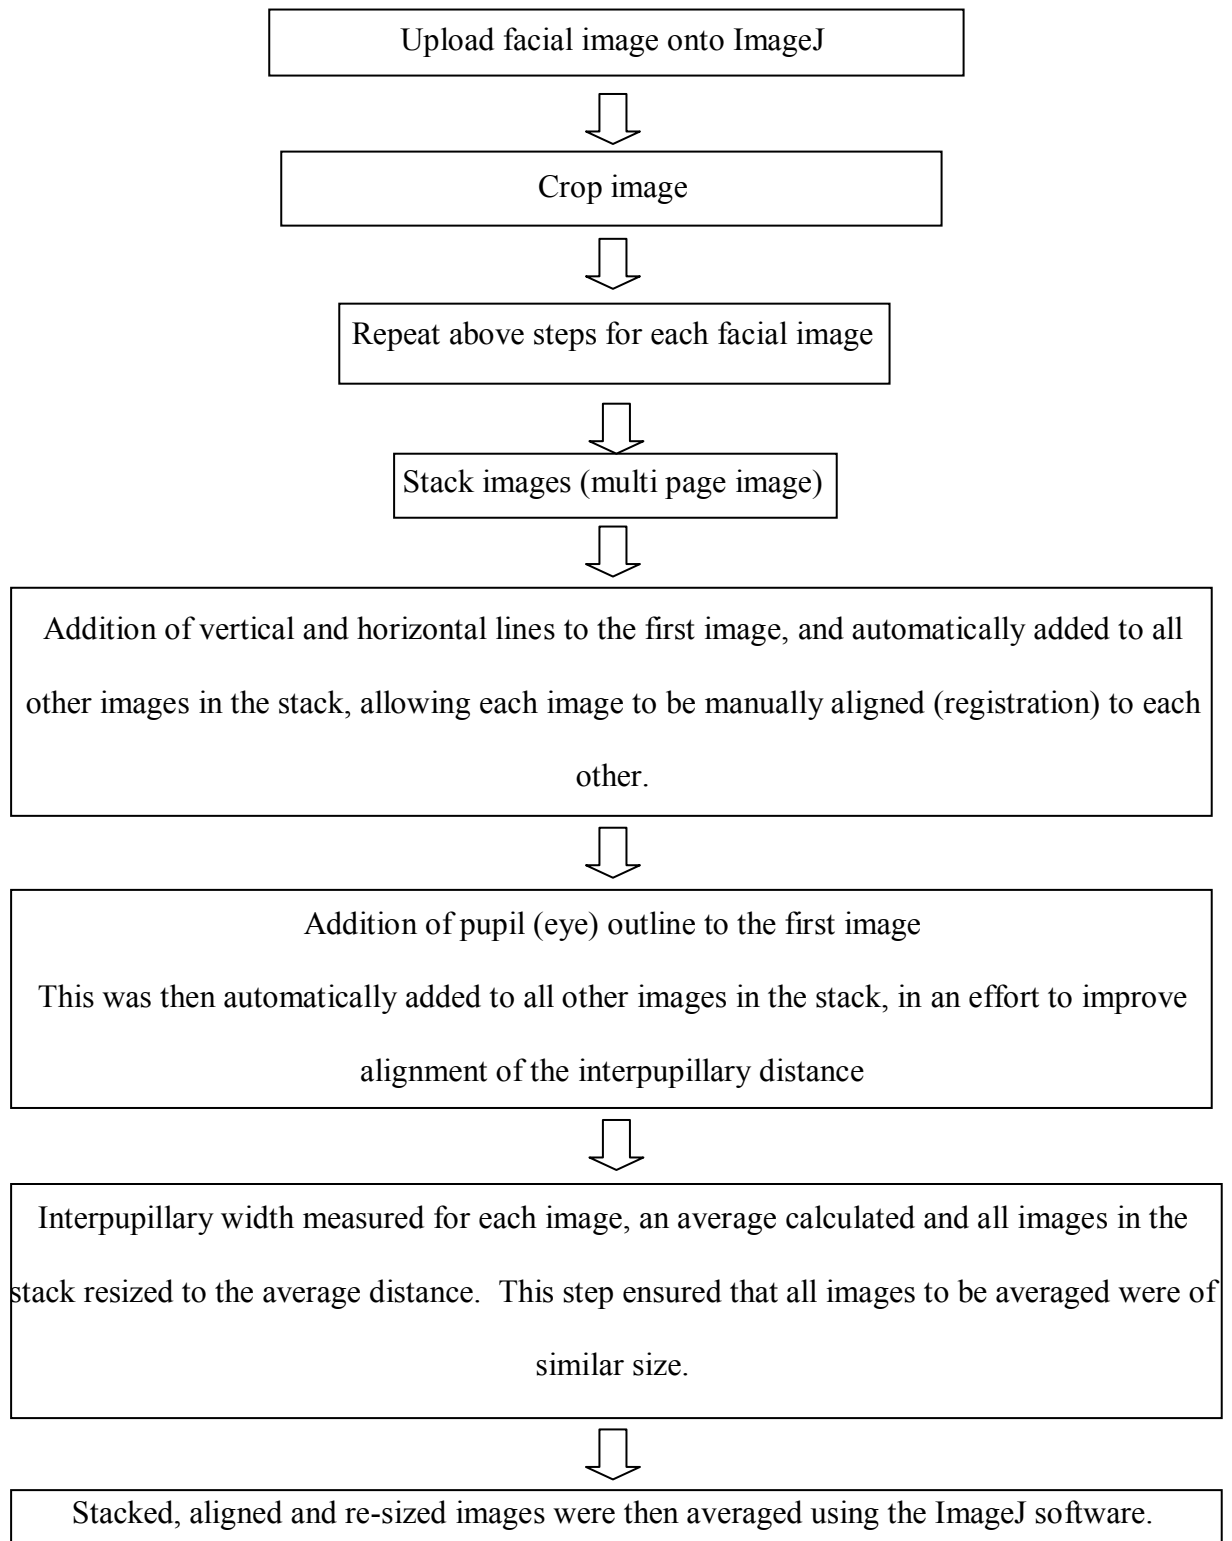 Upload facial image onto ImageJ
Crop image
Repeat above steps for each facial image
Stack images (multi page image)
Addition of vertical and horizontal lines to the first image, and automatically added to all
other images in the stack, allowing each image to be manually aligned (registration) to each
other.
Addition of pupil (eye) outline to the first image
This was then automatically added to all other images in the stack, in an effort to improve
alignment of the interpupillary distance
Interpupillary width measured for each image, an average calculated and all images in the
stack resized to the average distance.  This step ensured that all images to be averaged were of
similar size.
Stacked, aligned and re-sized images were then averaged using the ImageJ software.